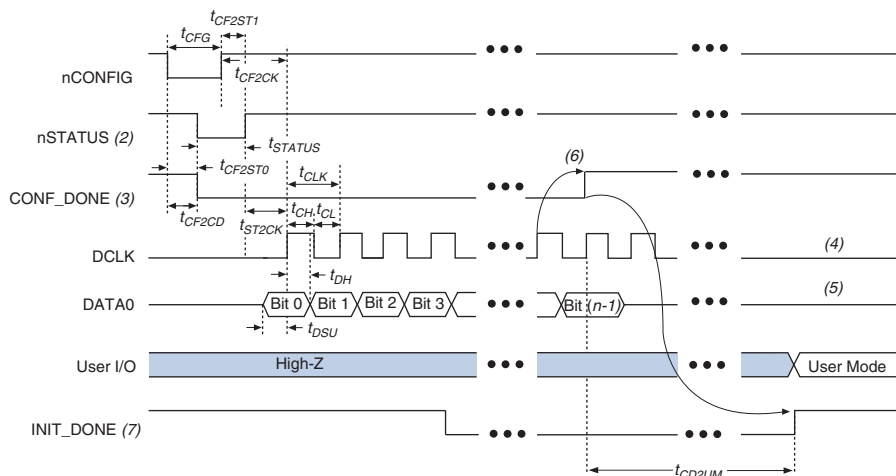 tCF2ST1
tCFG
tCF2CK
nCONFIG
nSTATUS (2)
tSTATUS
tCF2ST0
tCLK
(6)
CONF_DONE (3)
tCF2CD
tST2CK
tCH tCL
DCLK
(4)
tDH
DATA0
Bit 0 Bit 1 Bit 2 Bit 3
Bit (n-1)
(5)
tDSU
User I/O
High-Z
User Mode
INIT_DONE (7)
tCD2UM